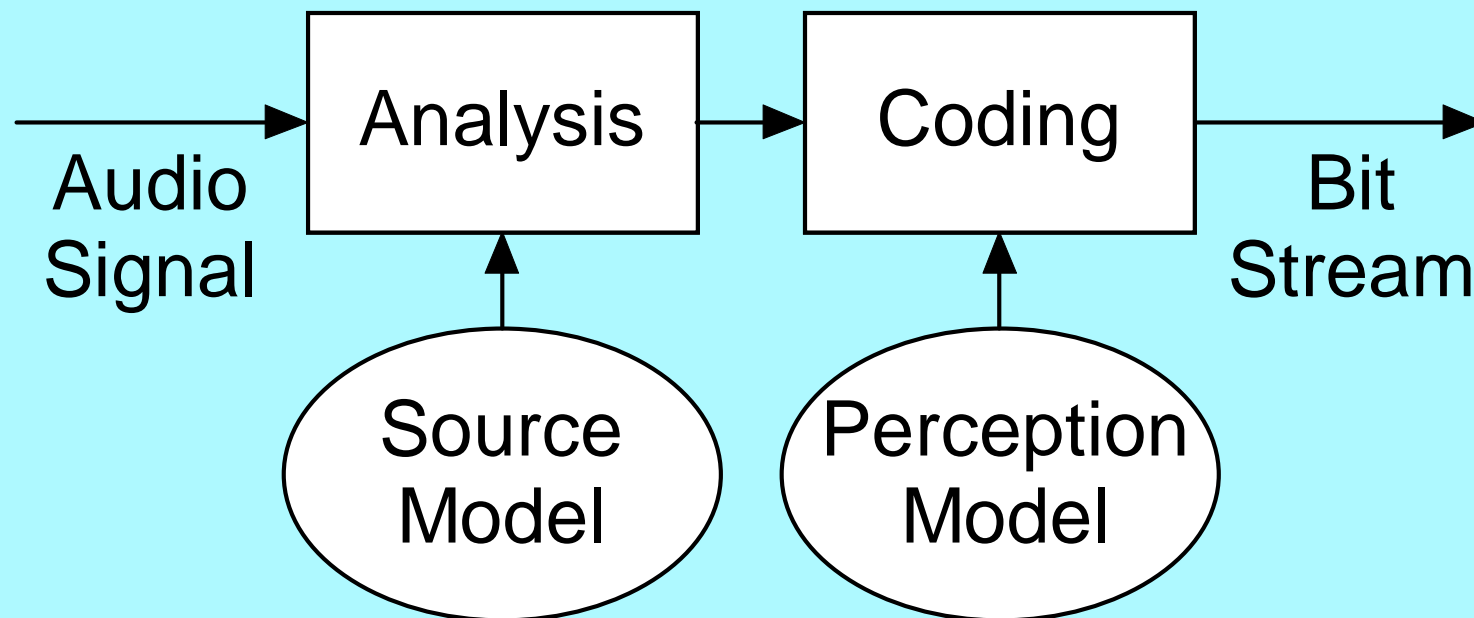 Analysis
Coding
Audio
Signal
Bit
Stream
Source
Model
Perception
Model